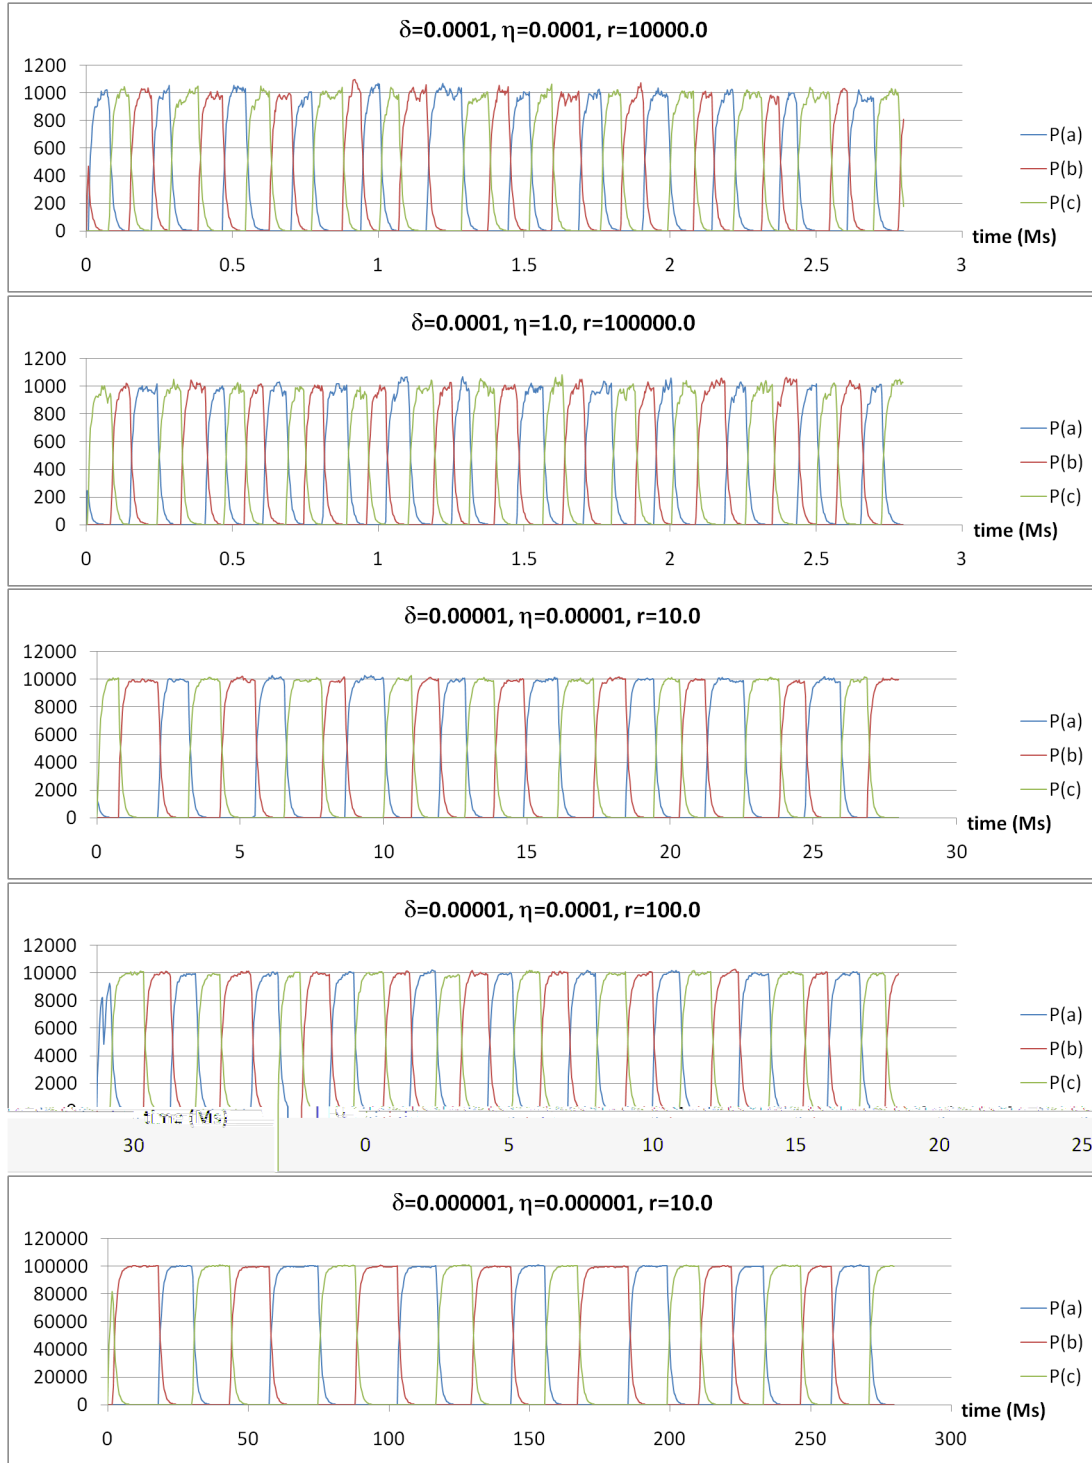 δ=0.0001, η=0.0001, r=10000.0
1200
1000
800
600
400
200
0
P(a)
P(b)
P(c)
time (Ms)
0 0.5 1 1.5 2 2.5 3
δ=0.0001, η=1.0, r=100000.0
1200
1000
800
600
400
200
0
P(a)
P(b)
P(c)
time (Ms)
0 0.5 1 1.5 2 2.5 3
δ=0.00001, η=0.00001, r=10.0
12000
10000
8000
6000
4000
2000
0
P(a)
P(b)
P(c)
time (Ms)
0 5 10 15 20 25 30
δ=0.00001, η=0.0001, r=100.0
12000
10000
8000
6000
4000
2000
P(a)
P(b)
P(c)
(Ms)
30 0 5 10 15 20 25
δ=0.000001, η=0.000001, r=10.0
120000
100000
80000
60000
40000
20000
0
P(a)
P(b)
P(c)
time (Ms)
0 50 100 150 200 250 300